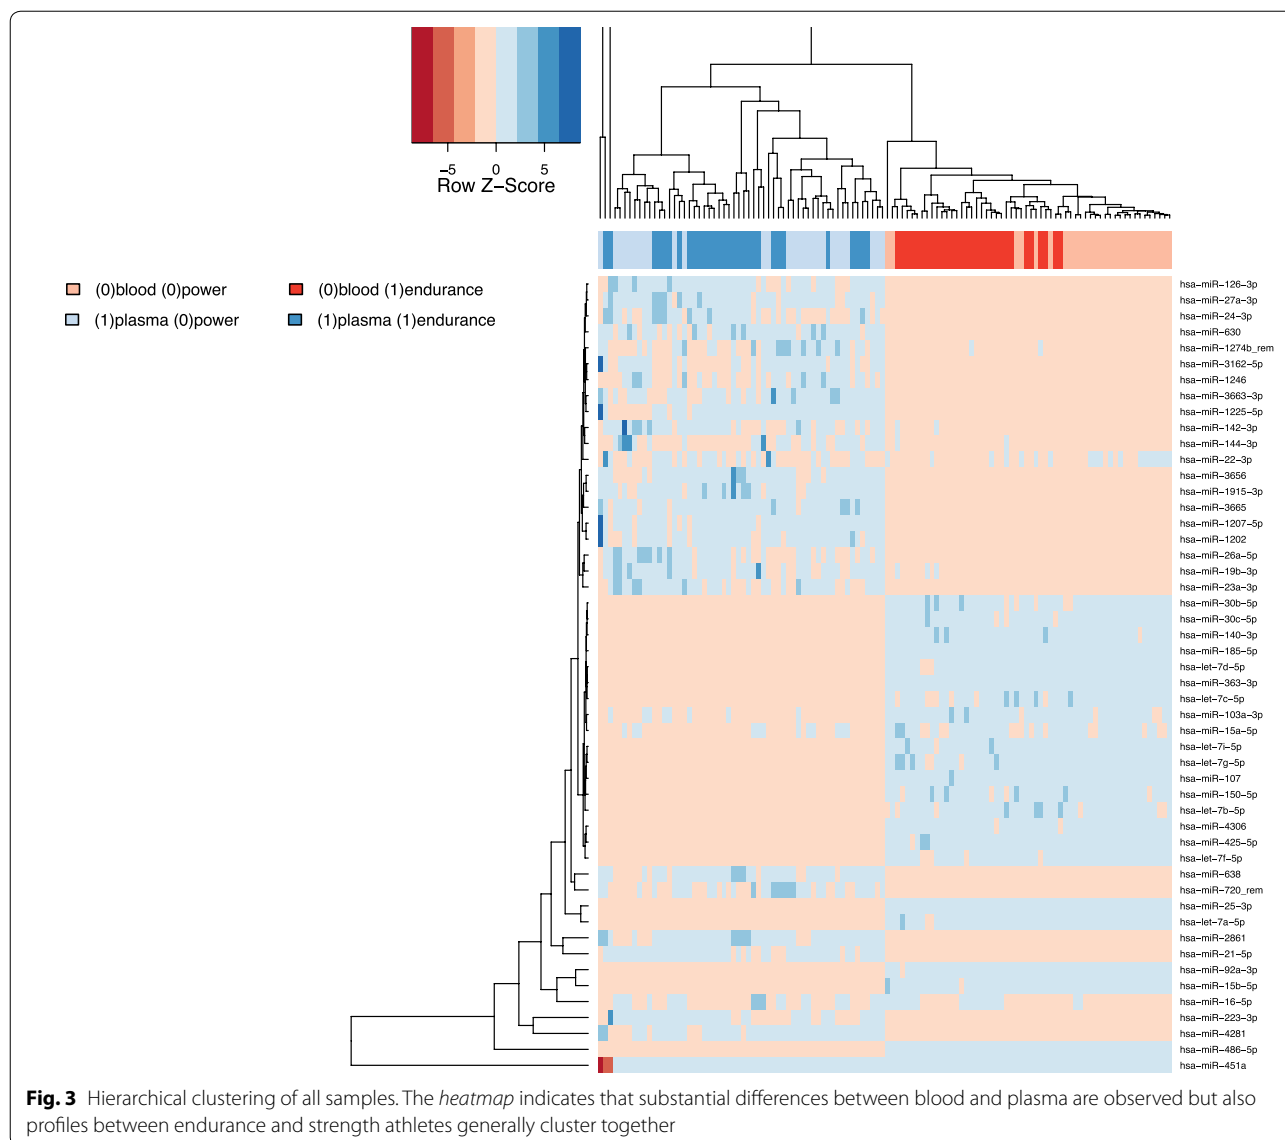 −5 0 5
Row Z−Score
(0)blood (0)power (0)blood (1)endurance
(1)plasma (0)power (1)plasma (1)endurance
hsa−miR−126−3p
hsa−miR−27a−3p
hsa−miR−24−3p
hsa−miR−630
hsa−miR−1274b_rem
hsa−miR−3162−5p
hsa−miR−1246
hsa−miR−3663−3p
hsa−miR−1225−5p
hsa−miR−142−3p
hsa−miR−144−3p
hsa−miR−22−3p
hsa−miR−3656
hsa−miR−1915−3p
hsa−miR−3665
hsa−miR−1207−5p
hsa−miR−1202
hsa−miR−26a−5p
hsa−miR−19b−3p
hsa−miR−23a−3p
hsa−miR−30b−5p
hsa−miR−30c−5p
hsa−miR−140−3p
hsa−miR−185−5p
hsa−let−7d−5p
hsa−miR−363−3p
hsa−let−7c−5p
hsa−miR−103a−3p
hsa−miR−15a−5p
hsa−let−7i−5p
hsa−let−7g−5p
hsa−miR−107
hsa−miR−150−5p
hsa−let−7b−5p
hsa−miR−4306
hsa−miR−425−5p
hsa−let−7f−5p
hsa−miR−638
hsa−miR−720_rem
hsa−miR−25−3p
hsa−let−7a−5p
hsa−miR−2861
hsa−miR−21−5p
hsa−miR−92a−3p
hsa−miR−15b−5p
hsa−miR−16−5p
hsa−miR−223−3p
hsa−miR−4281
hsa−miR−486−5p
hsa−miR−451a
Fig. 3 Hierarchical clustering of all samples. The heatmap indicates that substantial differences between blood and plasma are observed but also
profiles between endurance and strength athletes generally cluster together